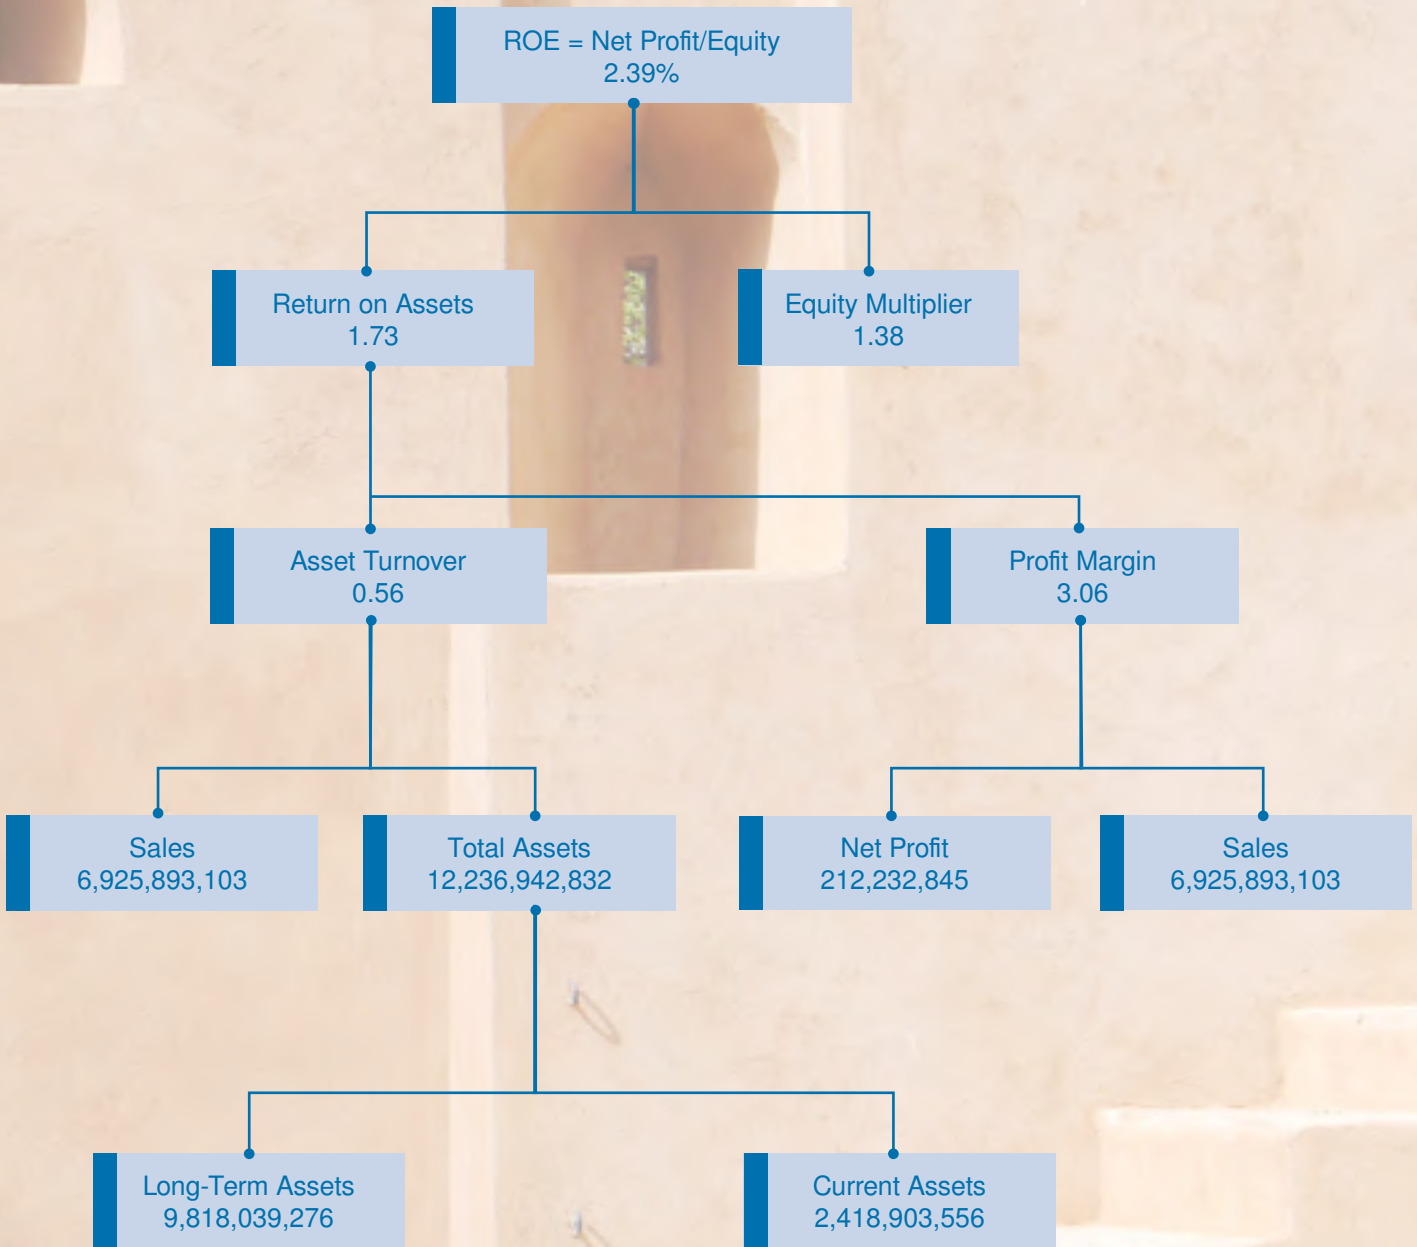 ROE = Net Profit/Equity
2.39%
Return on Assets
1.73
Equity Multiplier
1.38
Asset Turnover
0.56
Profit Margin
3.06
Sales
6,925,893,103
Total Assets
12,236,942,832
Net Profit
212,232,845
Sales
6,925,893,103
Long-Term Assets
9,818,039,276
Current Assets
2,418,903,556